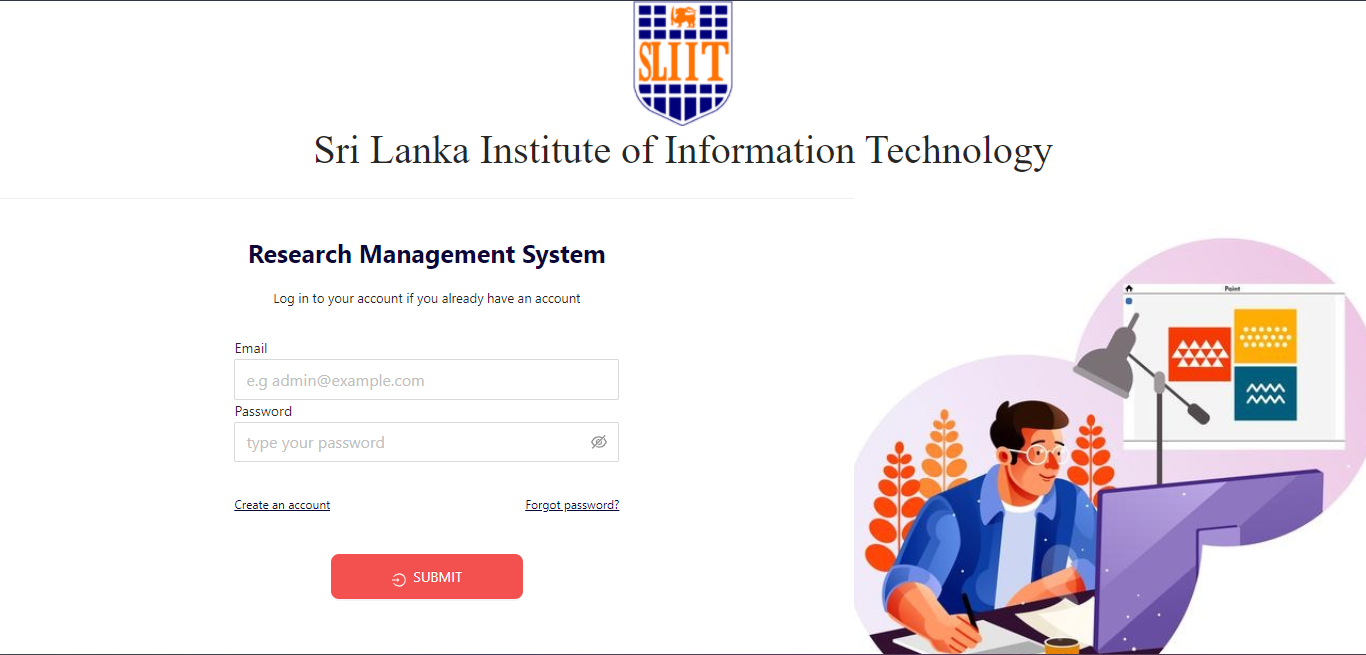 SLIIT
Sri Lanka Institute of Information Technology
Research Management System
Log in to your account if you already have an account
Email
e.g admin@example.com
Password
type your password
Create an account
Forgot password?
SUBMIT
Paint